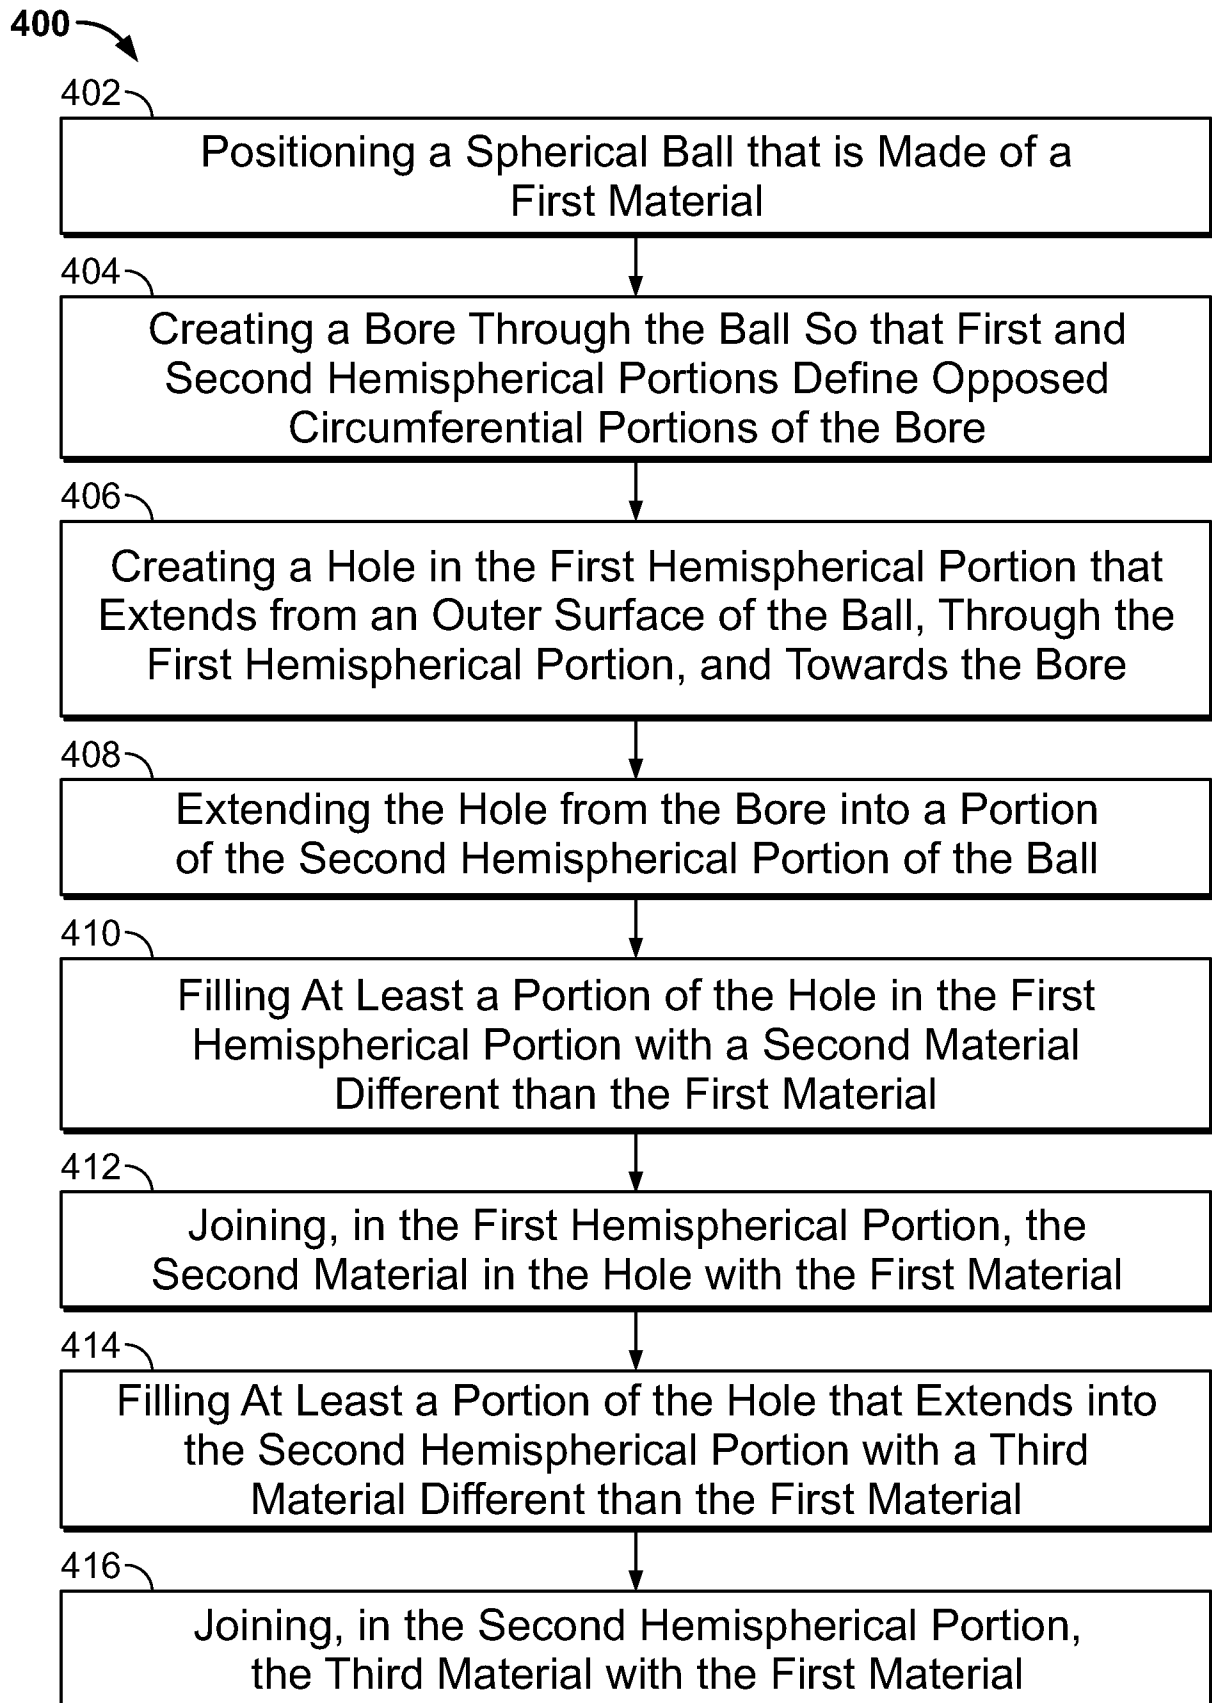 400
402
Positioning a Spherical Ball that is Made of a
First Material
404
Creating a Bore Through the Ball So that First and
Second Hemispherical Portions Define Opposed
Circumferential Portions of the Bore
406
Creating a Hole in the First Hemispherical Portion that
Extends from an Outer Surface of the Ball, Through the
First Hemispherical Portion, and Towards the Bore
408
Extending the Hole from the Bore into a Portion
of the Second Hemispherical Portion of the Ball
410
Filling At Least a Portion of the Hole in the First
Hemispherical Portion with a Second Material
Different than the First Material
412
Joining, in the First Hemispherical Portion, the
Second Material in the Hole with the First Material
414
Filling At Least a Portion of the Hole that Extends into
the Second Hemispherical Portion with a Third
Material Different than the First Material
416
Joining, in the Second Hemispherical Portion,
the Third Material with the First Material